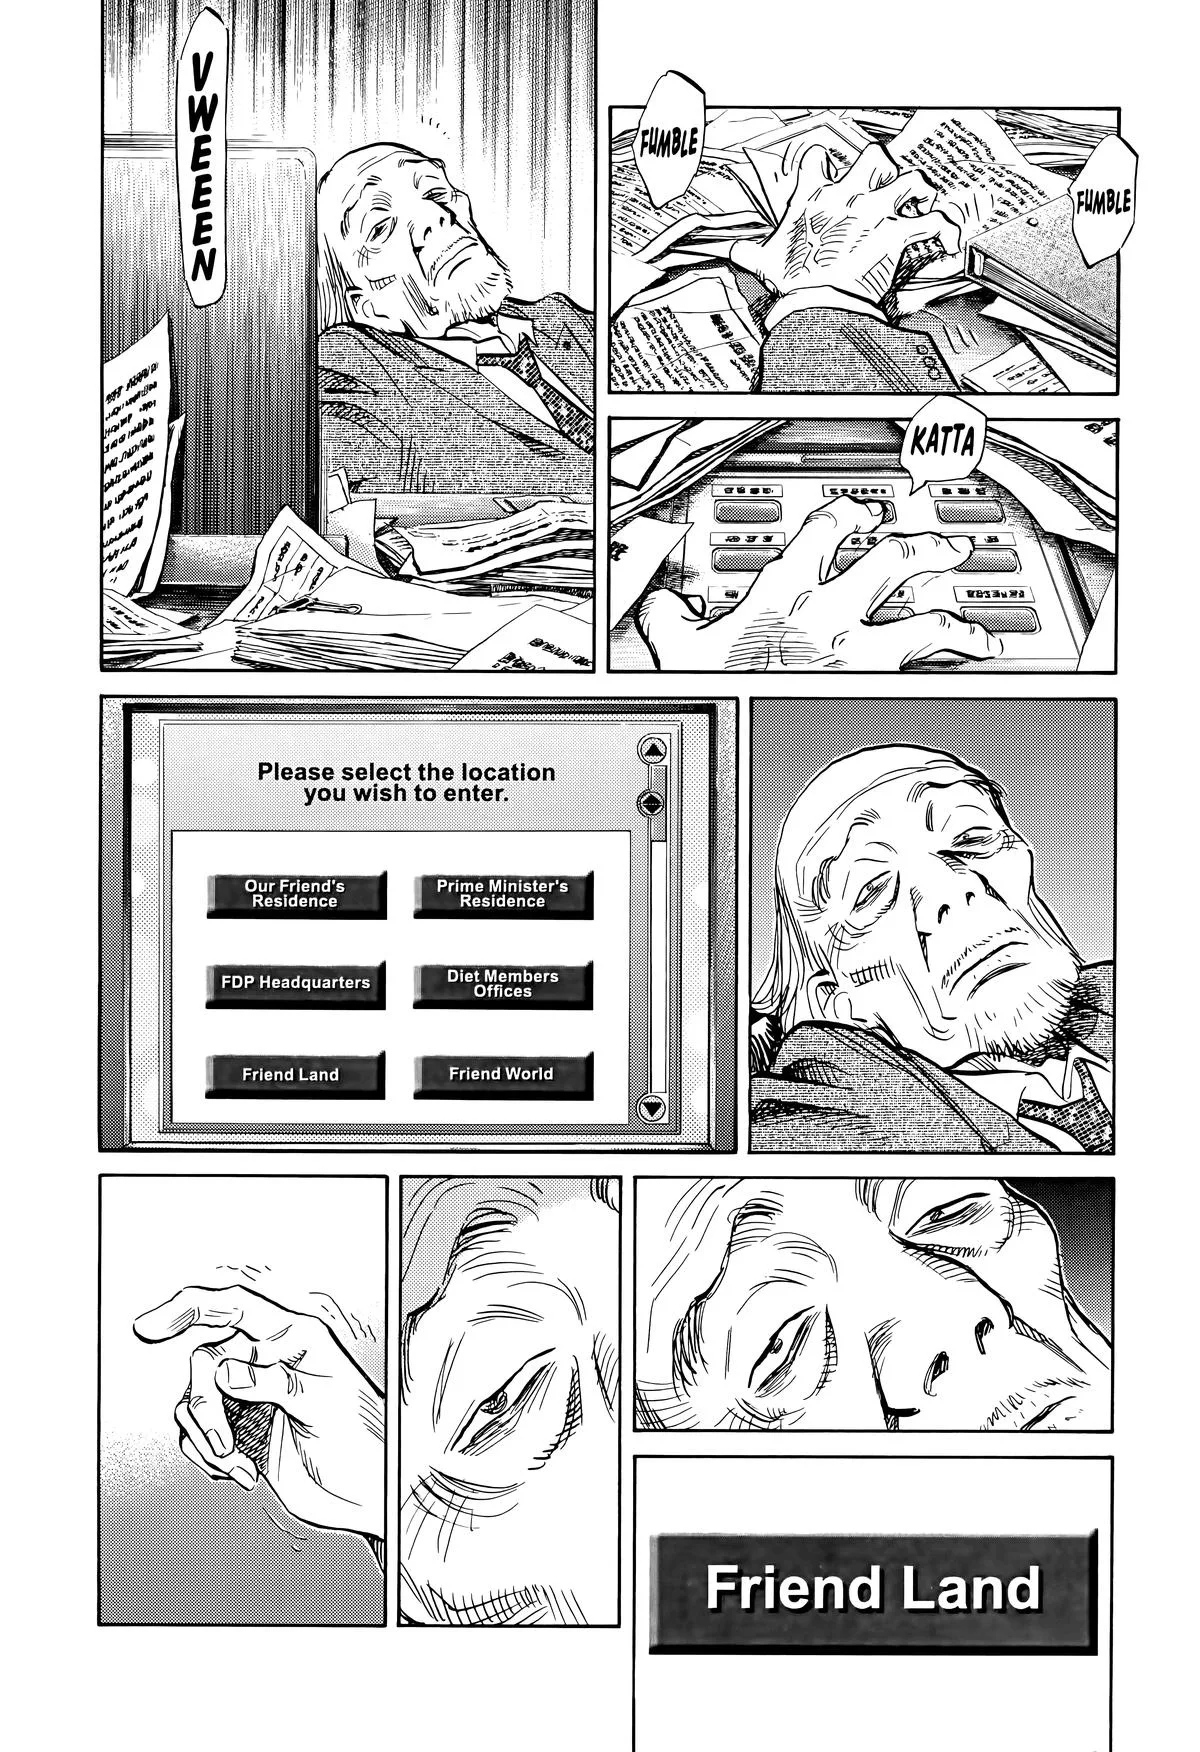 VWEEEN
FUMBLE
FUMBLE
KATTA
Please select the location
you wish to enter.
Our Friend's
Residence
Prime Minister's
Residence
FDP Headquarters
Diet Members
Offices
Friend Land
Friend World
Friend Land